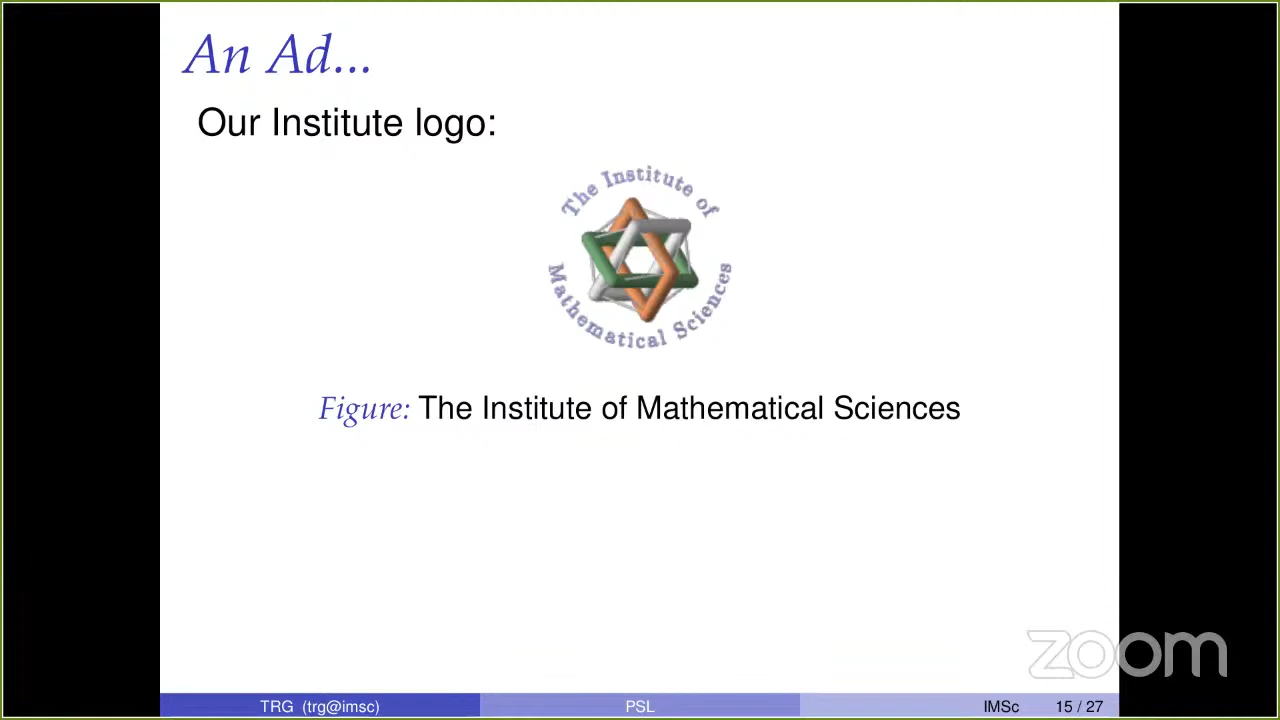 An Ad...
Our Institute logo:
The Institute of
Mathematical Sciences
Figure: The Institute of Mathematical Sciences
zoom
TRG (trg@imsc) PSL IMSc 15 / 27